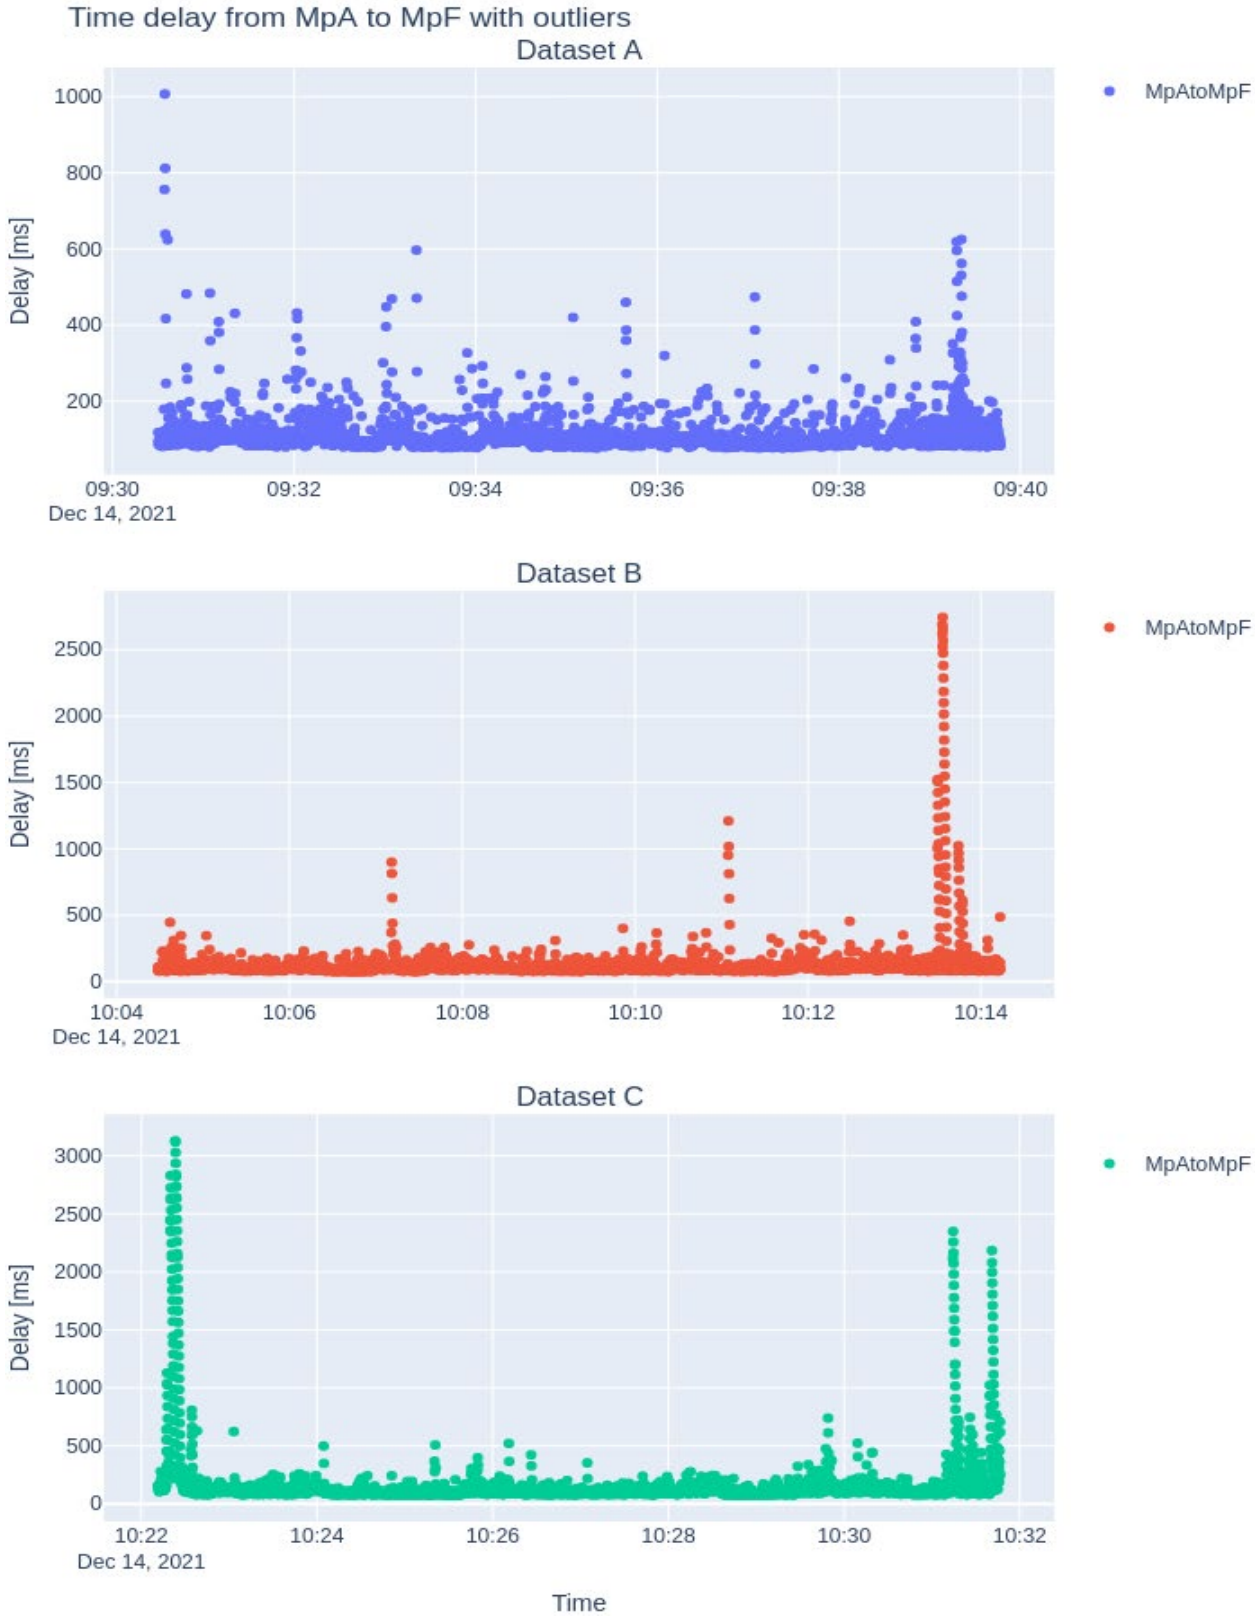 Time delay from MpA to MpF with outliers
Dataset A
MpAtoMpF
Delay [ms]
1000
800
600
400
200
09:30
09:32
09:34
09:36
09:38
09:40
Dec 14, 2021
Dataset B
MpAtoMpF
Delay [ms]
2500
2000
1500
1000
500
0
10:04
10:06
10:08
10:10
10:12
10:14
Dec 14, 2021
Dataset C
MpAtoMpF
Delay [ms]
3000
2500
2000
1500
1000
500
0
10:22
10:24
10:26
10:28
10:30
10:32
Dec 14, 2021
Time